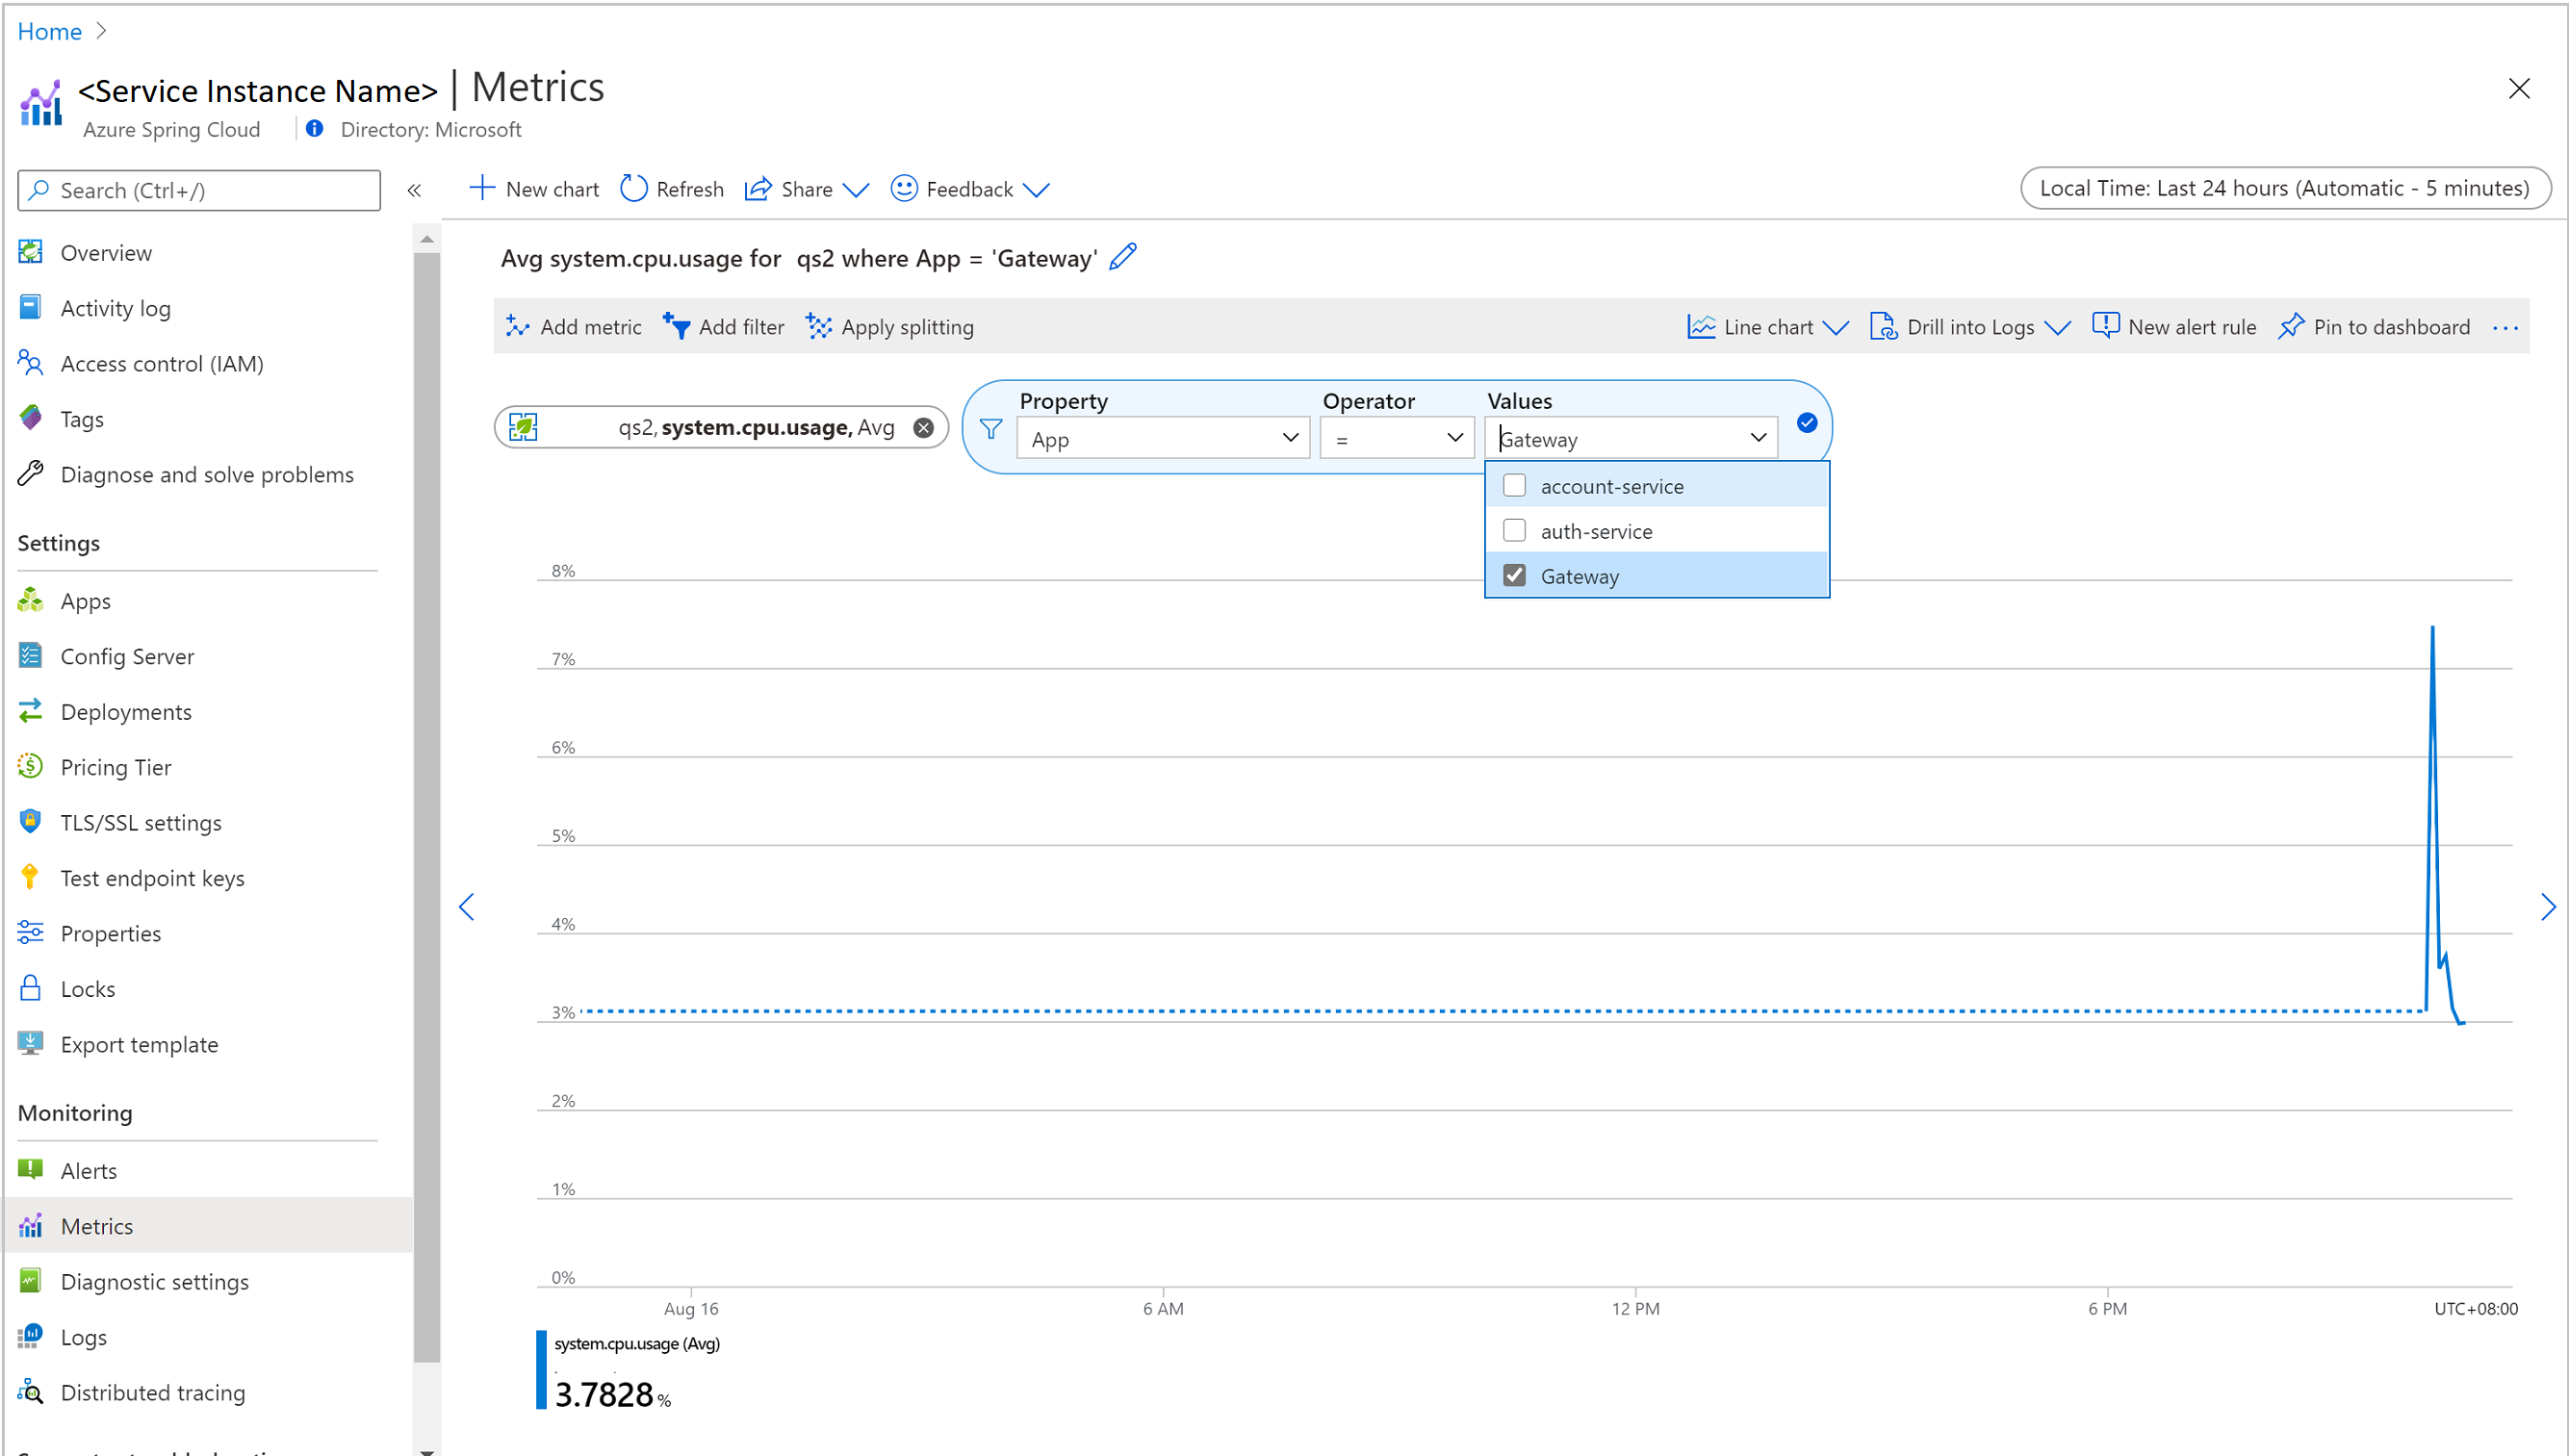 Home
<Service Instance Name> | Metrics
Azure Spring Cloud
Directory: Microsoft
Search (Ctrl+/)
«
New chart
Refresh
Share
Feedback
Local Time: Last 24 hours (Automatic - 5 minutes)
Overview
Activity log
Access control (IAM)
Tags
Diagnose and solve problems
Settings
Apps
Config Server
Deployments
Pricing Tier
TLS/SSL settings
Test endpoint keys
Properties
Locks
Export template
Monitoring
Alerts
Metrics
Diagnostic settings
Logs
Distributed tracing
Avg system.cpu.usage for qs2 where App = 'Gateway'
Add metric
Add filter
Apply splitting
Line chart
Drill into Logs
New alert rule
Pin to dashboard
...
qs2, system.cpu.usage, Avg
Property
Operator
Values
App
=
Gateway
account-service
auth-service
Gateway
8%
7%
6%
5%
4%
3%
2%
1%
0%
Aug 16
6 AM
12 PM
6 PM
UTC+08:00
system.cpu.usage (Avg)
3.7828 %